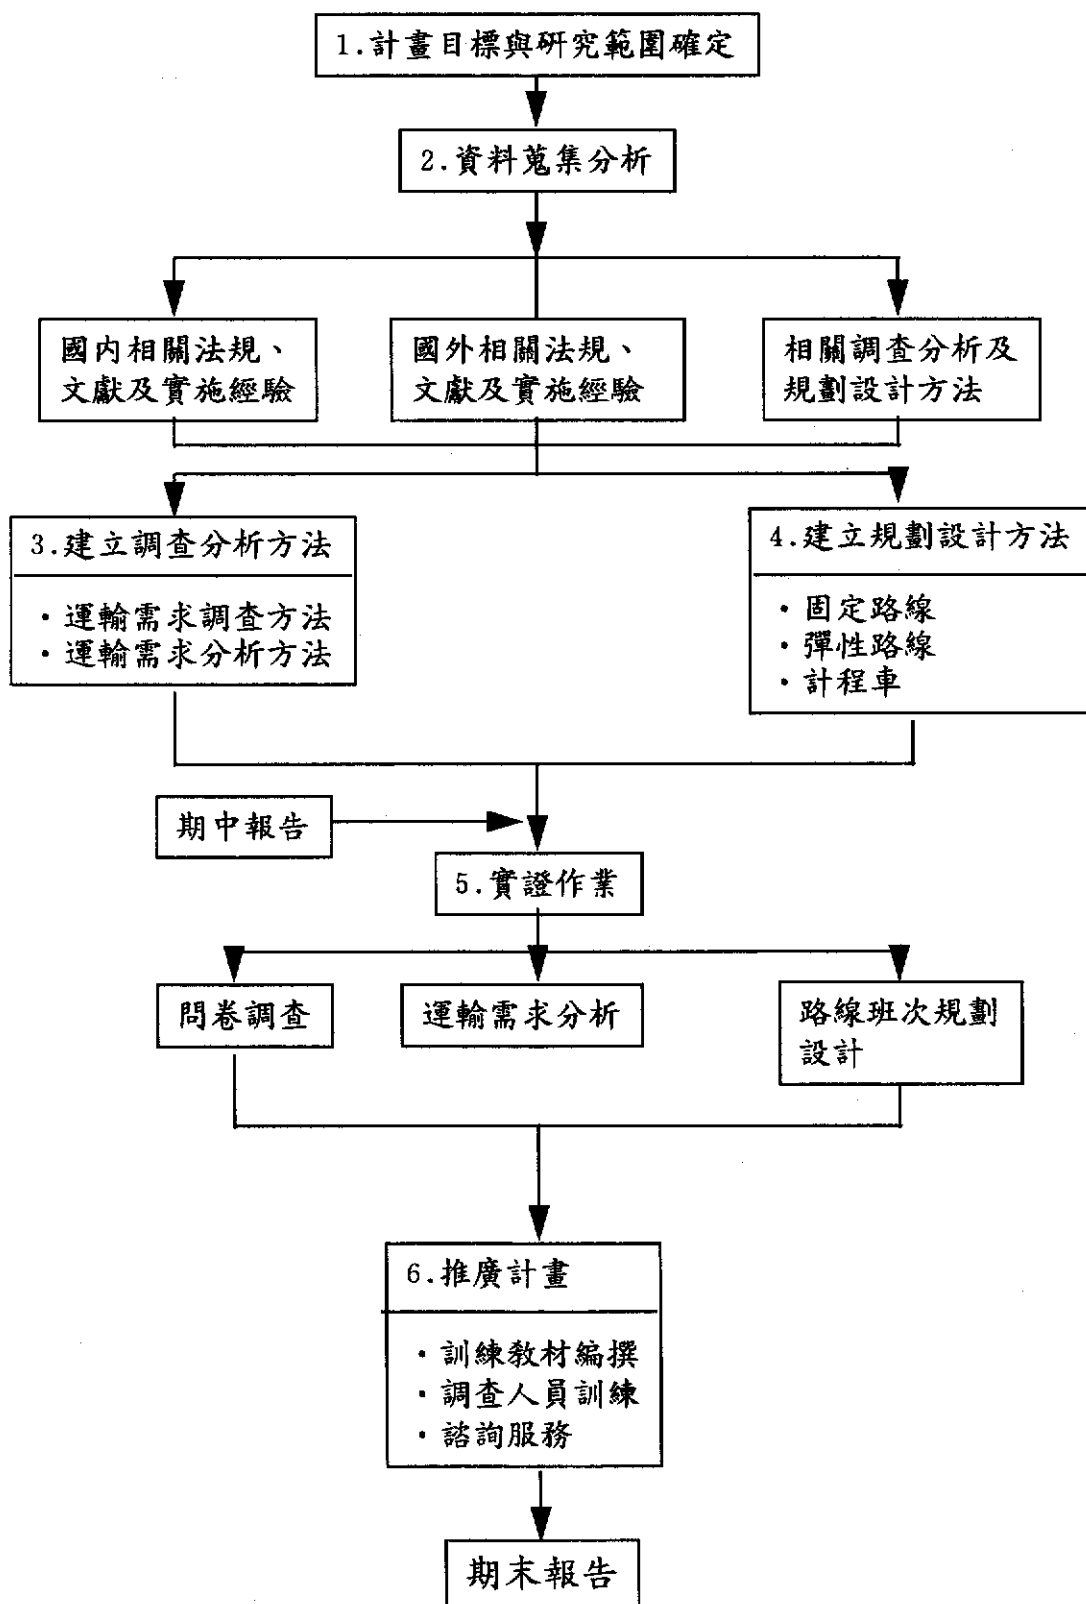 1.計畫目標與研究範圍確定
2.資料蒐集分析
國內相關法規、
文獻及實施經驗
國外相關法規、
文獻及實施經驗
相關調查分析及
規劃設計方法
3.建立調查分析方法
・運輸需求調查方法
・運輸需求分析方法
4.建立規劃設計方法
・固定路線
・彈性路線
・計程車
期中報告
5.實證作業
問卷調查
運輸需求分析
路線班次規劃
設計
6.推廣計畫
・訓練教材編撰
・調查人員訓練
・諮詢服務
期末報告